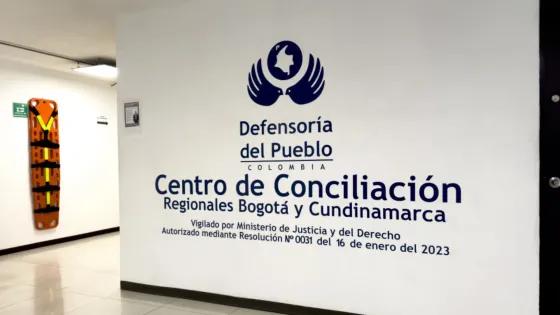 Defensoría
del Pueblo
COLOMBIA
Centro de Conciliación
Regionales Bogotá y Cundinamarca
Vigilado por Ministerio de Justicia y del Derecho
Autorizado mediante Resolución Nº 0031 del 16 de enero del 2023